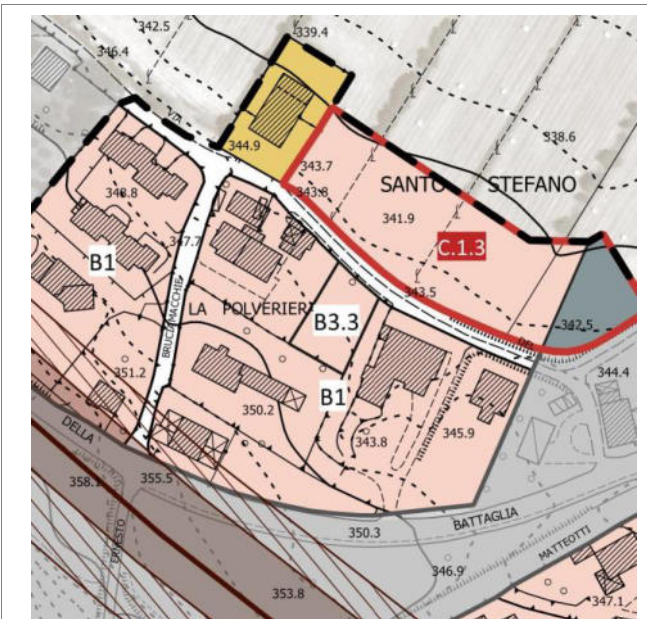 339.4
342.5
346.4
VIA
338.6
344.9
343.7
343.8
SANTO STEFANO
348.8
341.9
C.1.3
347.7
B1
343.5
LA POLVERIERI
B3.3
342.5
BRUCIAMACCHIE
344.4
351.2
B1
350.2
343.8
345.9
DELLA
355.5
358.1
BATTAGLIA
350.3
ERNESTO
MATTEOTTI
346.9
353.8
347.1